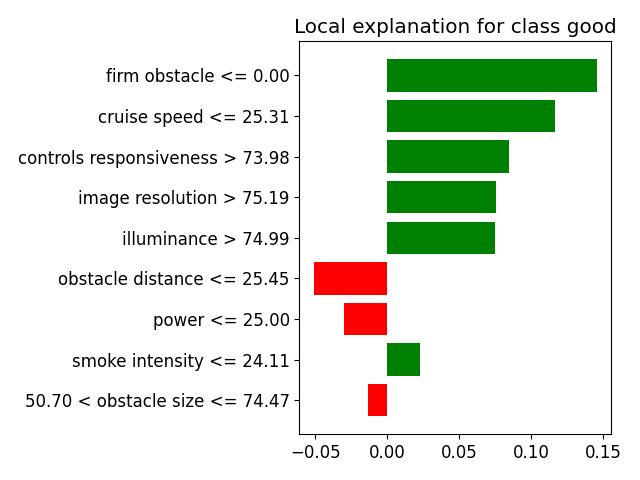 Local explanation for class good
firm obstacle <= 0.00
cruise speed <= 25.31
controls responsiveness > 73.98
image resolution > 75.19
illuminance > 74.99
obstacle distance <= 25.45
power <= 25.00
smoke intensity <= 24.11
50.70 < obstacle size <= 74.47
−0.05 0.00 0.05 0.10 0.15